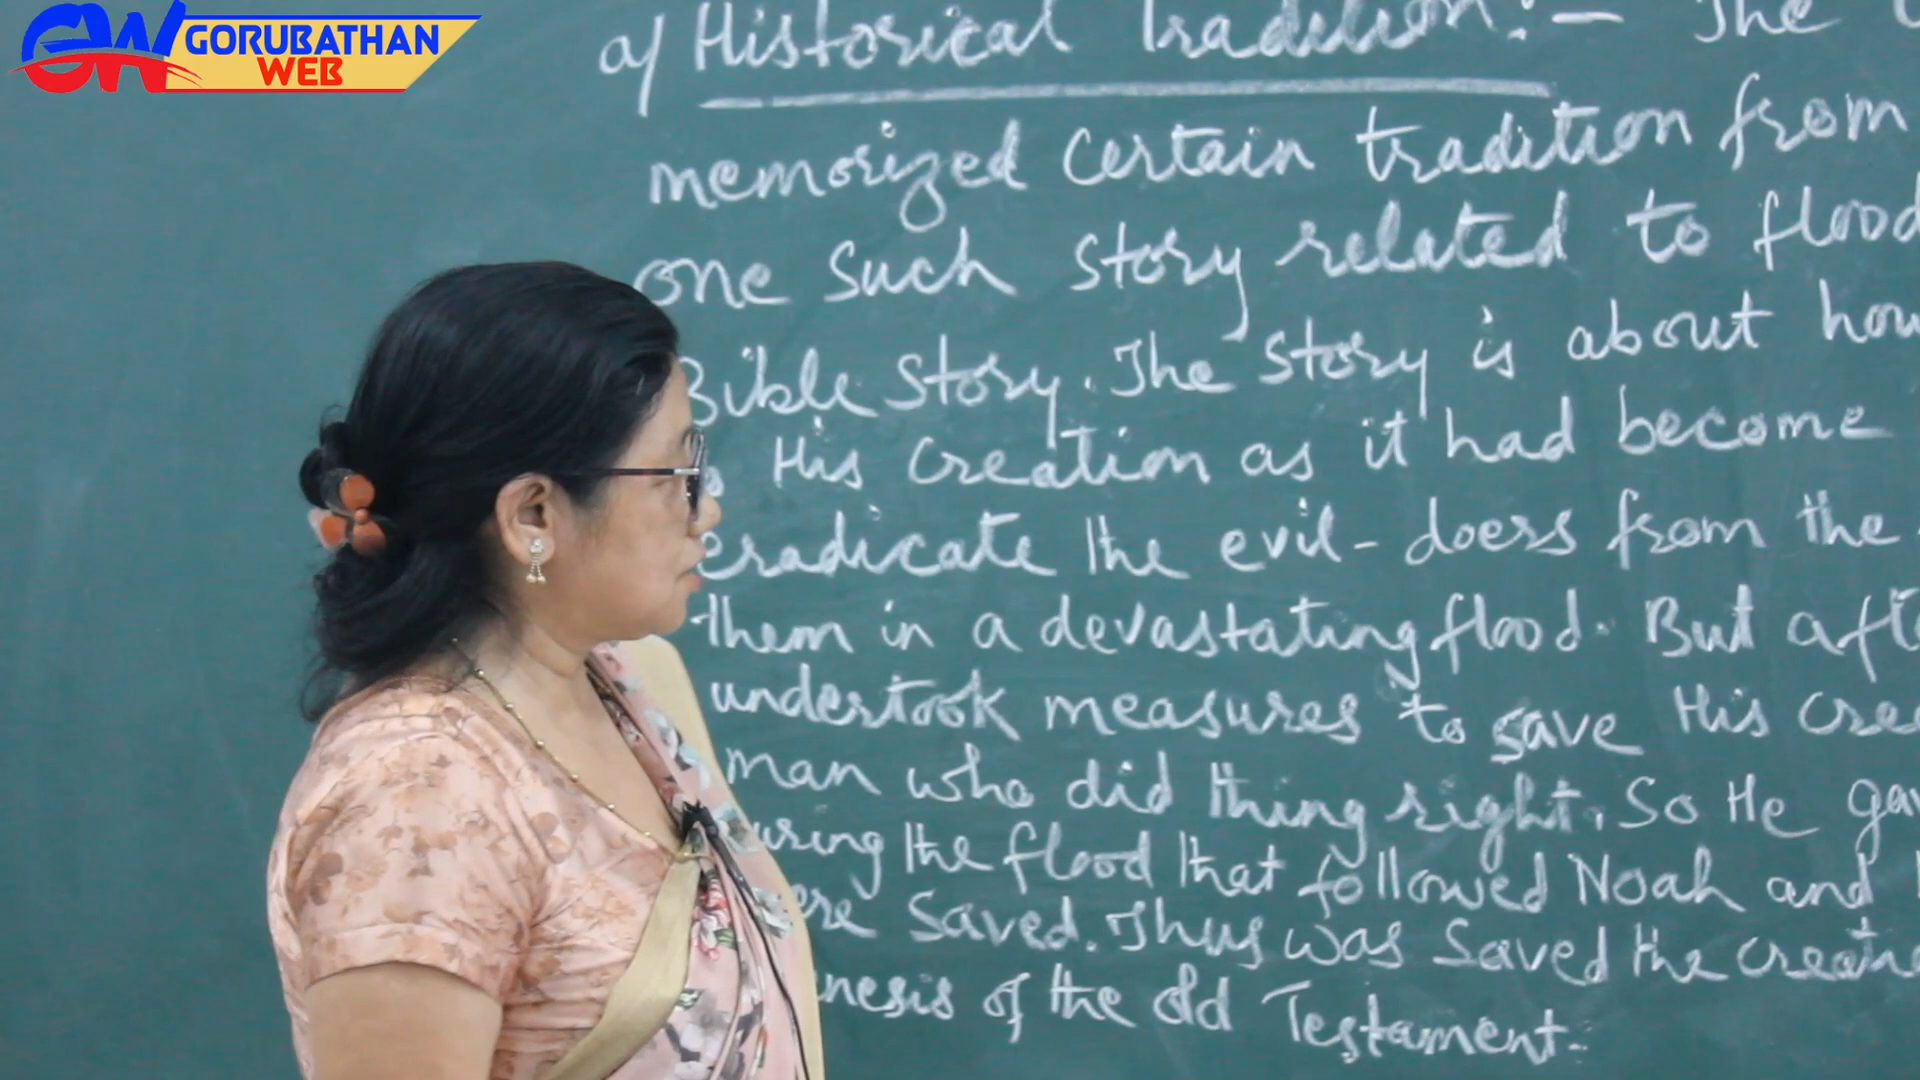 GW GORUBATHAN
WEB
a) Historical Tradition:- The
memorized certain tradition from
one such story related to flood
Bible story. The story is about how
His creation as it had become
eradicate the evil-doers from the
them in a devastating flood. But
undertook measures to save His
man who did thing right. So He
the flood that followed Noah and
saved. Thus was saved the
of the old Testament.